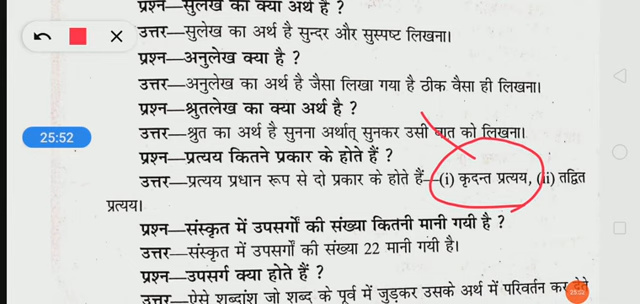 प्रश्न—सुलेख का क्या अर्थ है ?
उत्तर—सुलेख का अर्थ है सुन्दर और सुस्पष्ट लिखना।
प्रश्न—अनुलेख क्या है ?
उत्तर—अनुलेख का अर्थ है जैसा लिखा गया है ठीक वैसा ही लिखना।
प्रश्न—श्रुतलेख का क्या अर्थ है ?
25:52
उत्तर—श्रुत का अर्थ है सुनना अर्थात् सुनकर उसी बात को लिखना।
प्रश्न—प्रत्यय कितने प्रकार के होते हैं ?
उत्तर—प्रत्यय प्रधान रूप से दो प्रकार के होते हैं—(i) कृदन्त प्रत्यय, (ii) तद्धित
प्रत्यय।
प्रश्न—संस्कृत में उपसर्गों की संख्या कितनी मानी गयी है ?
उत्तर—संस्कृत में उपसर्गों की संख्या 22 मानी गयी है।
प्रश्न—उपसर्ग क्या होते हैं ?
उत्तर—ऐसे शब्दांश जो शब्द के पूर्व में जुड़कर उसके अर्थ में परिवर्तन कर देते